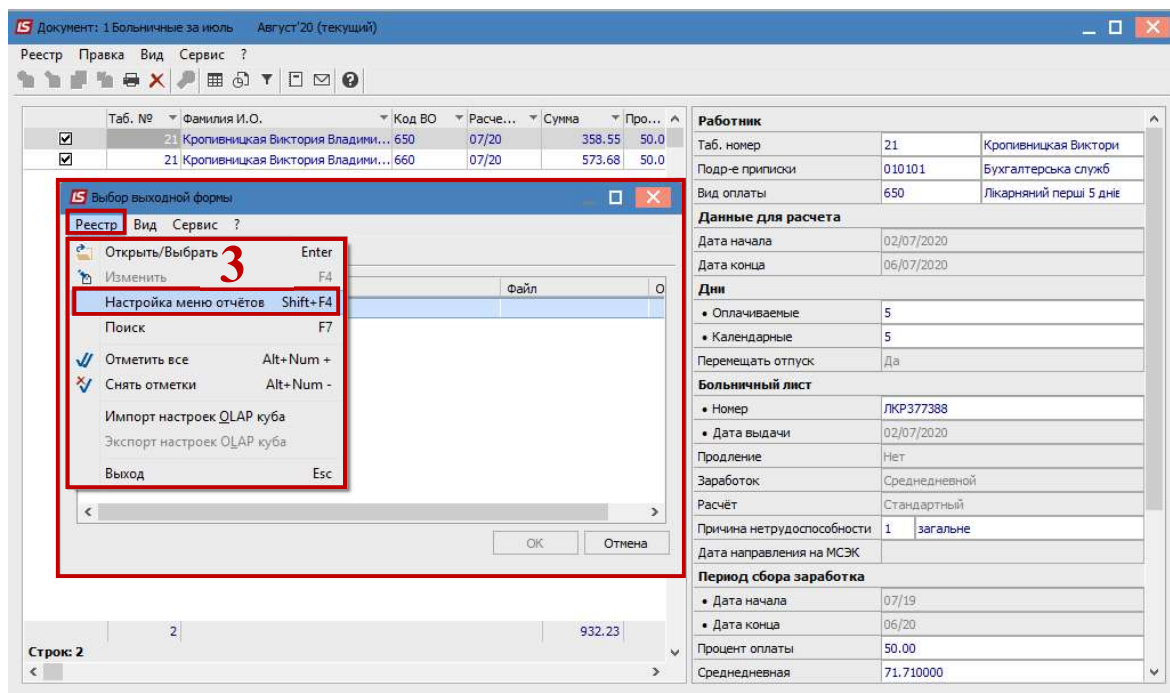 Документ: 1 Больничные за июль Август'20 (текущий)
Реестр Правка Вид Сервис ?
Таб. № Фамилия И.О. Код ВО Расче... Сумма Про...
21 Кропивницкая Виктория Владими... 650 07/20 358.55 50.0
21 Кропивницкая Виктория Владими... 660 07/20 573.68 50.0
Выбор выходной формы
Реестр Вид Сервис ?
Открыть/Выбрать Enter
3
Изменить F4
Настройка меню отчётов Shift+F4
Поиск F7
Отметить все Alt+Num +
Снять отметки Alt+Num -
Импорт настроек OLAP куба
Экспорт настроек OLAP куба
Выход Esc
Файл О
OK Отмена
2 932.23
Строк: 2
Работник
Таб. номер 21 Кропивницкая Виктори
Подр-е приписки 010101 Бухгалтерська служб
Вид оплаты 650 Лікарняний перші 5 дніє
Данные для расчета
Дата начала 02/07/2020
Дата конца 06/07/2020
Дни
• Оплачиваемые 5
• Календарные 5
Перемещать отпуск Да
Больничный лист
• Номер ЛКР377388
• Дата выдачи 02/07/2020
Продление Нет
Заработок Среднедневной
Расчёт Стандартный
Причина нетрудоспособности 1 загальне
Дата направления на МСЭК
Период сбора заработка
• Дата начала 07/19
• Дата конца 06/20
Процент оплаты 50.00
Среднедневная 71.710000